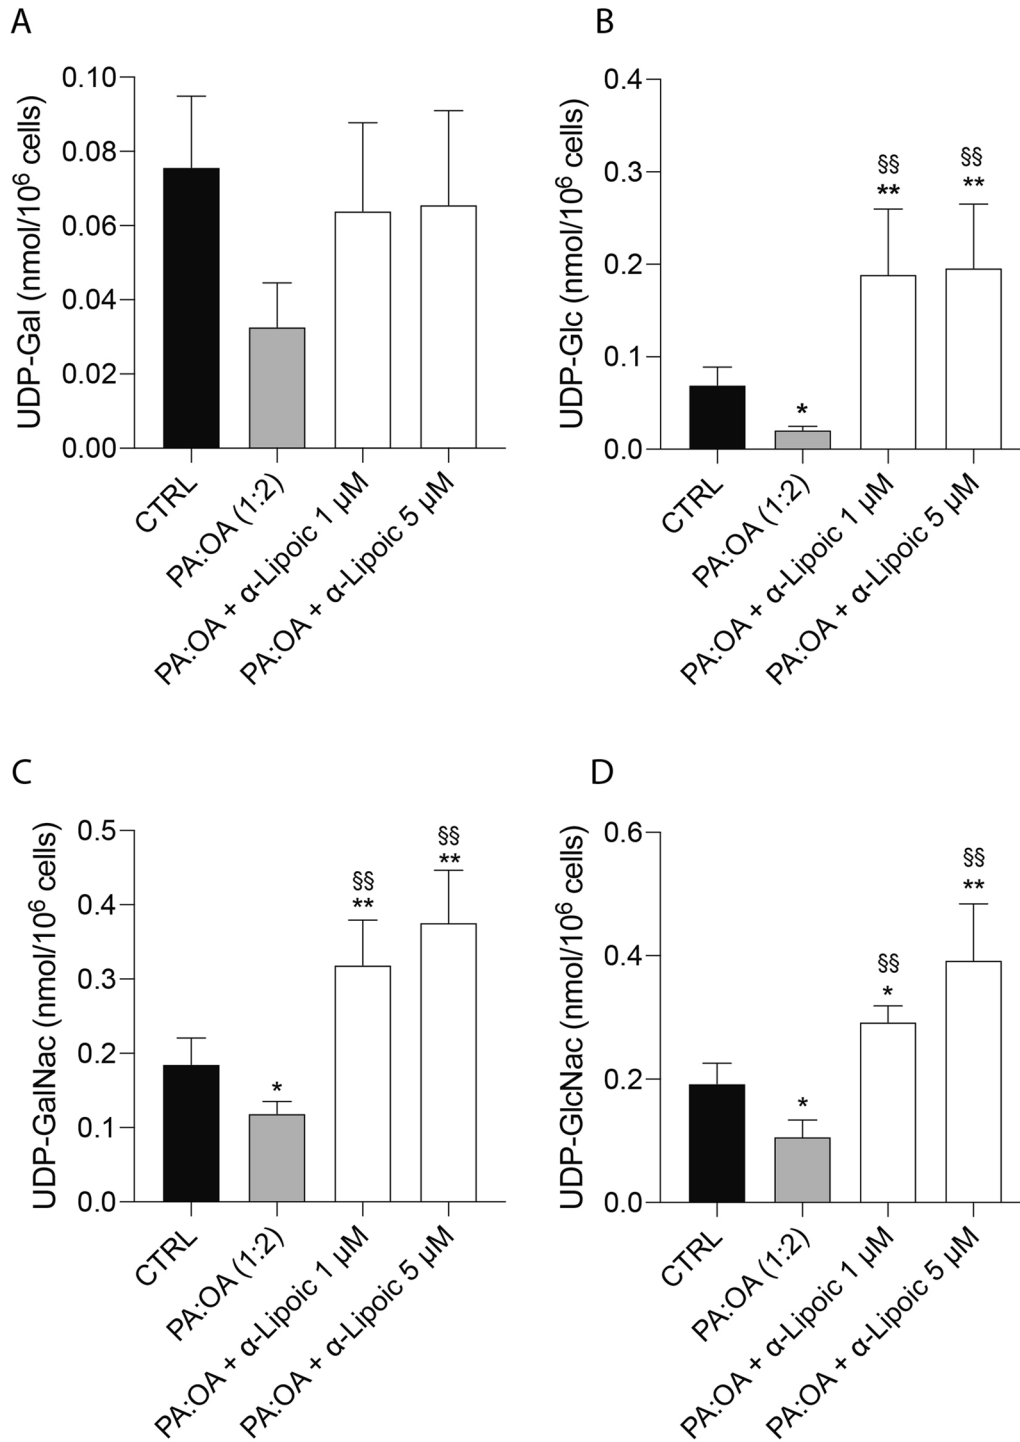 A
UDP-Gal (nmol/10⁶ cells)
0.10
0.08
0.06
0.04
0.02
0.00
CTRL
PA:OA (1:2)
PA:OA + α-Lipoic 1 µM
PA:OA + α-Lipoic 5 µM
B
UDP-Glc (nmol/10⁶ cells)
0.4
0.3
0.2
0.1
0.0
*
§§
**
§§
**
CTRL
PA:OA (1:2)
PA:OA + α-Lipoic 1 µM
PA:OA + α-Lipoic 5 µM
C
UDP-GalNac (nmol/10⁶ cells)
0.5
0.4
0.3
0.2
0.1
0.0
*
§§
**
§§
**
CTRL
PA:OA (1:2)
PA:OA + α-Lipoic 1 µM
PA:OA + α-Lipoic 5 µM
D
UDP-GlcNac (nmol/10⁶ cells)
0.6
0.4
0.2
0.0
*
§§
*
§§
**
CTRL
PA:OA (1:2)
PA:OA + α-Lipoic 1 µM
PA:OA + α-Lipoic 5 µM